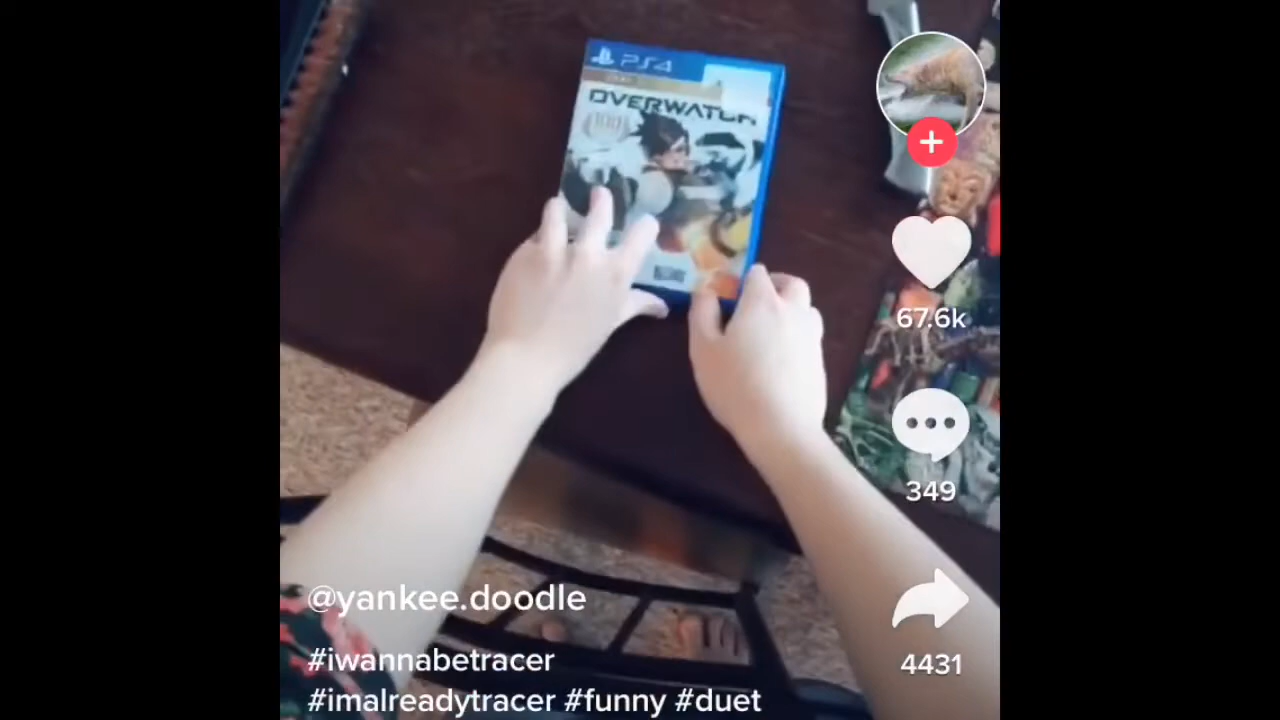 PS4
OVERWATCH
67.6k
349
@yankee.doodle
4431
#iwannabetracer
#imalreadytracer #funny #duet